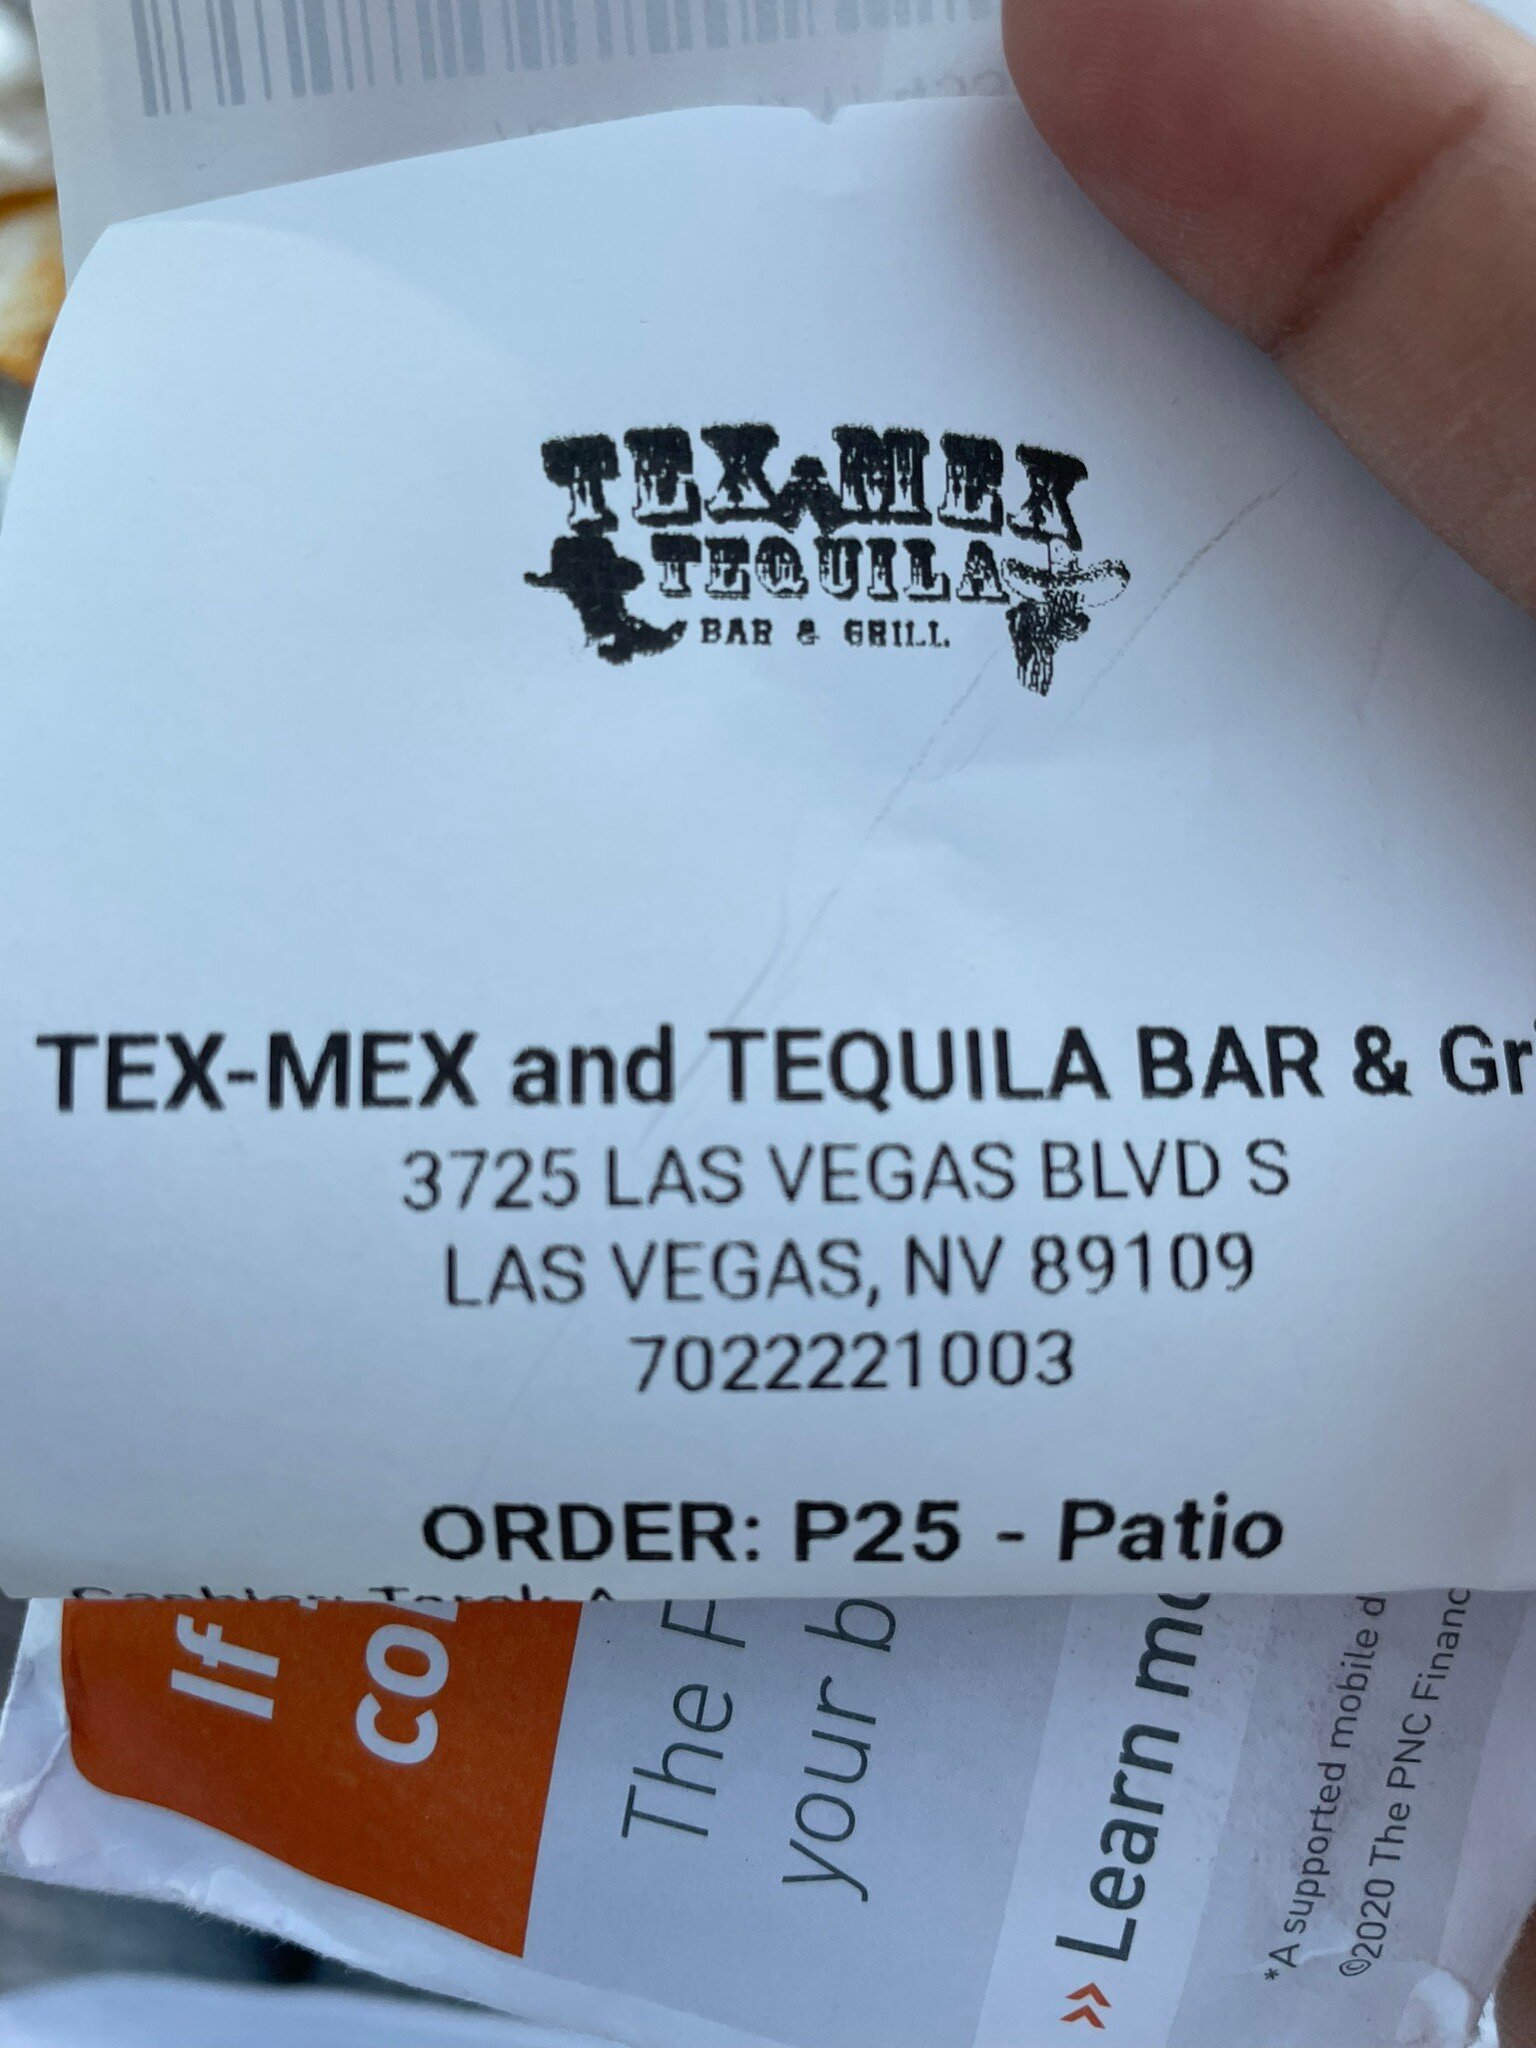 TEX-MEX
TEQUILA
BAR & GRILL
TEX-MEX and TEQUILA BAR & Gr
3725 LAS VEGAS BLVD S
LAS VEGAS, NV 89109
7022221003
ORDER: P25 - Patio
If
co
The
your b
» Learn mo
*A supported mobile d
©2020 The PNC Financ